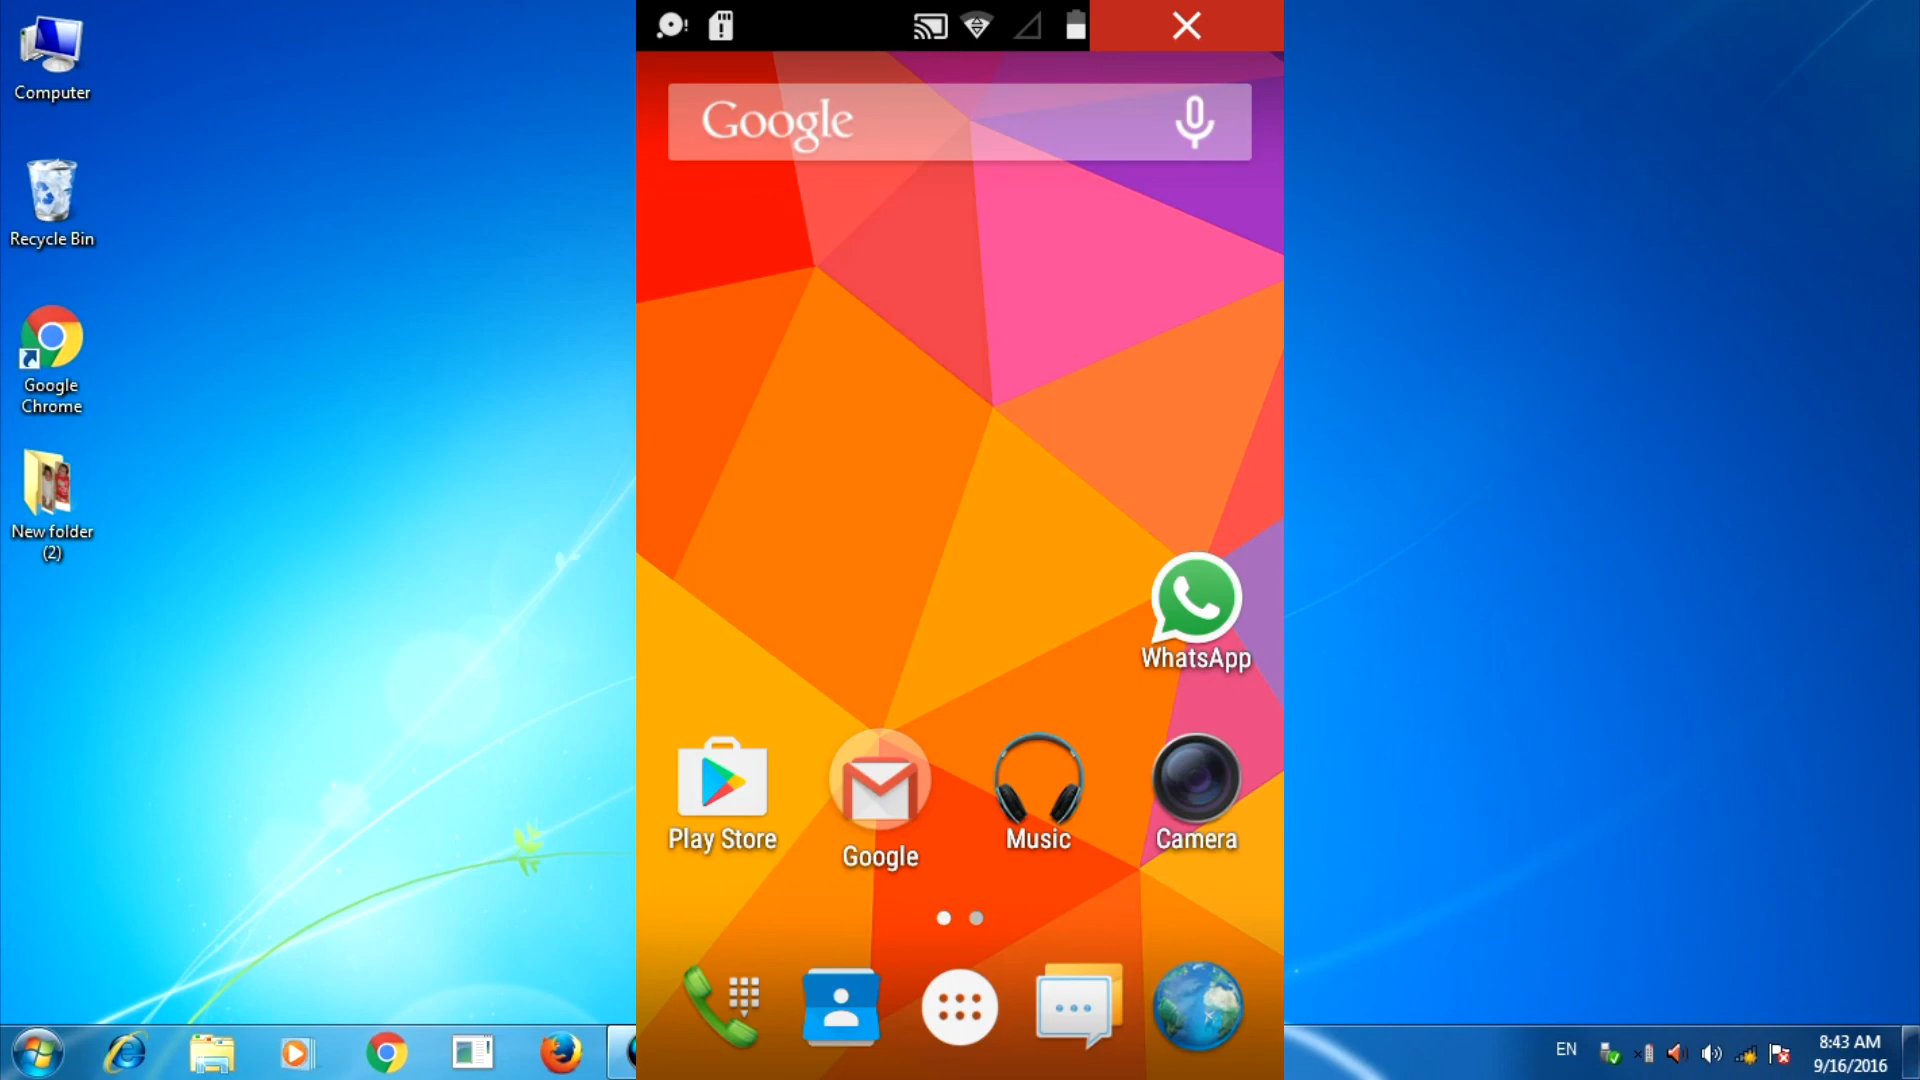 Computer
Recycle Bin
Google
Chrome
New folder
(2)
Google
WhatsApp
Play Store
Google
Music
Camera
EN
8:43 AM
9/16/2016